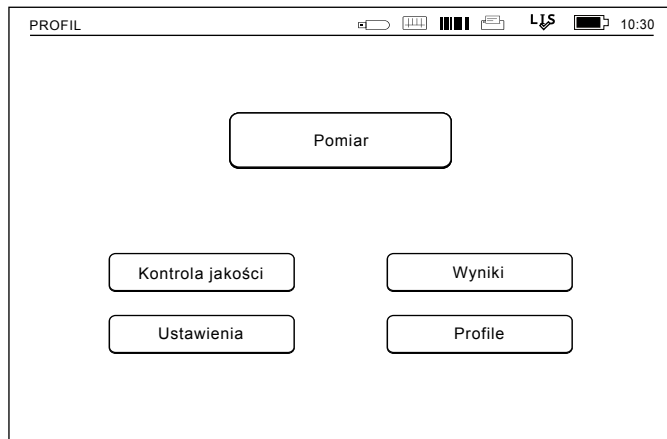 PROFIL LIS 10:30
Pomiar
Kontrola jakości Wyniki
Ustawienia Profile